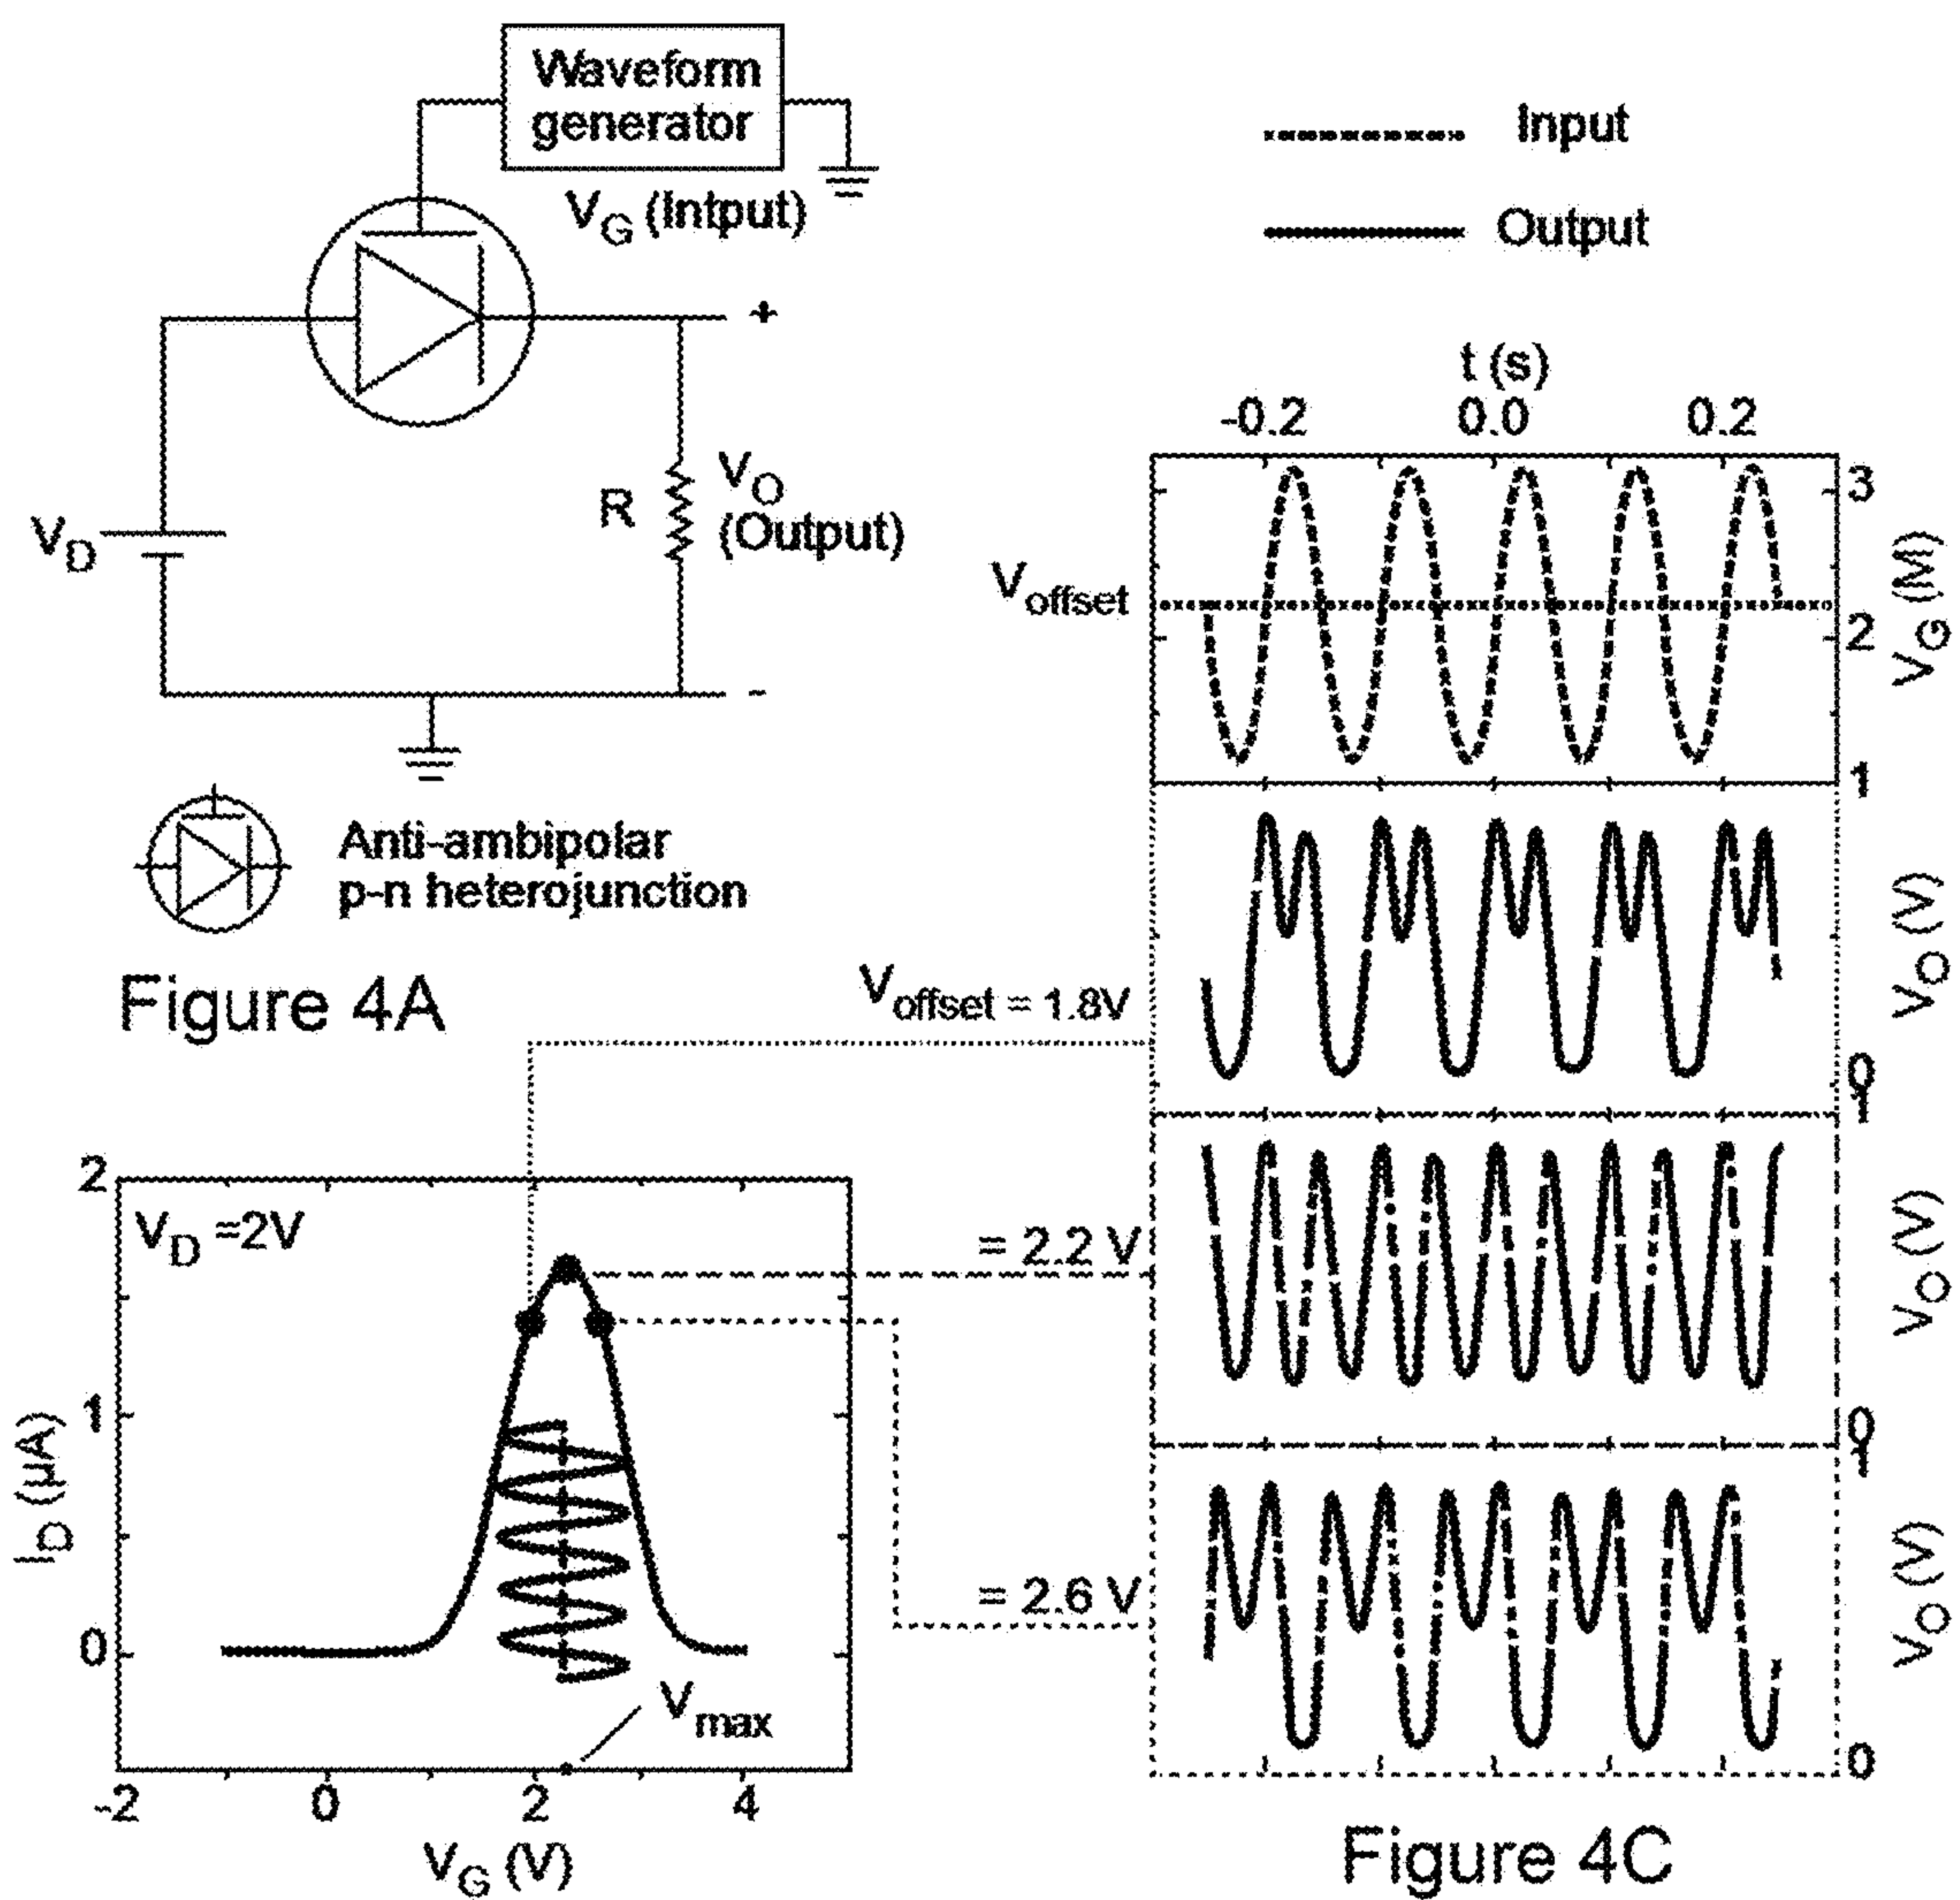 Waveform
generator
VG (Intput)
+
VD
R
VO
(Output)
-
Anti-ambipolar
p-n heterojunction
Figure 4A
Input
Output
t (s)
-0.2 0.0 0.2
Voffset
3
2
1
VG (M)
Voffset = 1.8V
VO (V)
0
1
= 2.2 V
VO (V)
0
1
= 2.6 V
VO (V)
0
Figure 4C
2
VD =2V
1
0
ID (µA)
Vmax
-2 0 2 4
VG (V)